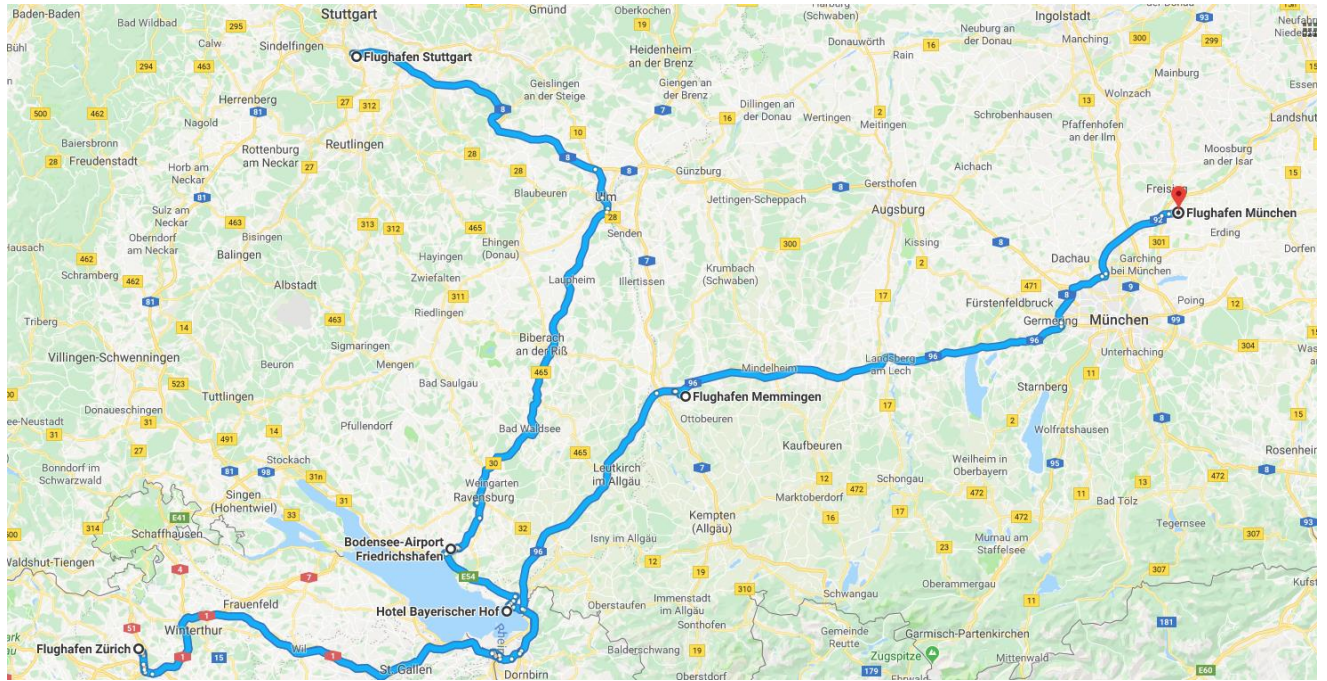 Baden-Baden
Bad Wildbad
Stuttgart
Gmünd
Oberkochen
Harburg
(Schwaben)
Ingolstadt
Neuburg an
der Donau
Manching
Bühl
Calw
Sindelfingen
Flughafen Stuttgart
Heidenheim
an der Brenz
Donauwörth
Rain
Mainburg
Geislingen
an der Steige
Giengen an
der Brenz
Wolnzach
Herrenberg
Nagold
Dillingen an
der Donau
Wertingen
Meitingen
Schrobenhausen
Pfaffenhofen
an der Ilm
Landshut
Baiersbronn
Freudenstadt
Rottenburg
am Neckar
Reutlingen
Moosburg
an der Isar
Horb am
Neckar
Blaubeuren
Günzburg
Aichach
Gersthofen
Jettingen-Scheppach
Ulm
Augsburg
Freising
Flughafen München
Sulz am
Neckar
Oberndorf
am Neckar
Bisingen
Balingen
Hausach
Schramberg
Senden
Ehingen
(Donau)
Hayingen
Zwiefalten
Kissing
Erding
Dorfen
Garching
bei München
Dachau
Krumbach
(Schwaben)
Illertissen
Laupheim
Albstadt
Riedlingen
Fürstenfeldbruck
Poing
Triberg
Germering
München
Biberach
an der Riß
Sigmaringen
Mengen
Beuron
Villingen-Schwenningen
Unterhaching
Landsberg
am Lech
Mindelheim
Starnberg
Bad Saulgau
Tuttlingen
Donaueschingen
Flughafen Memmingen
Ottobeuren
Pfullendorf
Bad Waldsee
Kaufbeuren
Wolfratshausen
Rosenheim
Weilheim in
Oberbayern
Stockach
Bonndorf im
Schwarzwald
Leutkirch
im Allgäu
Weingarten
Ravensburg
Singen
(Hohentwiel)
Marktoberdorf
Schongau
Bad Tölz
Kempten
(Allgäu)
Schaffhausen
Tegernsee
Murnau am
Staffelsee
Isny im Allgäu
Bodensee-Airport
Friedrichshafen
Waldshut-Tiengen
Oberammergau
Schwangau
Frauenfeld
Hotel Bayerischer Hof
Oberstaufen
Immenstadt
im Allgäu
Sonthofen
Winterthur
Garmisch-Partenkirchen
Gemeinde
Reutte
Flughafen Zürich
Wil
Balderschwang
Mittenwald
Zugspitze
St. Gallen
Dornbirn
Oberstdorf
Ehrwald